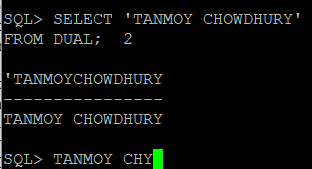 SQL> SELECT 'TANMOY CHOWDHURY'
FROM DUAL;  2
'TANMOYCHOWDHURY
----------------
TANMOY CHOWDHURY
SQL> TANMOY CHY